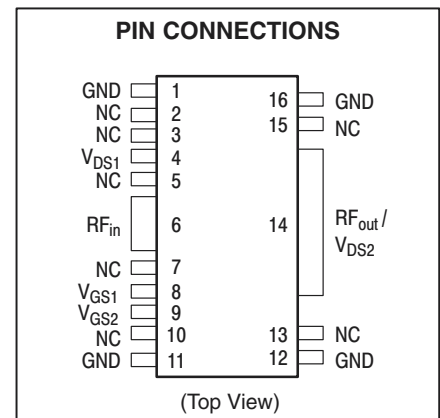 PIN CONNECTIONS
GND 1
NC 2
NC 3
VDS1 4
NC 5
RFin 6
NC 7
VGS1 8
VGS2 9
NC 10
GND 11
16 GND
15 NC
14 RFout /
VDS2
13 NC
12 GND
(Top View)